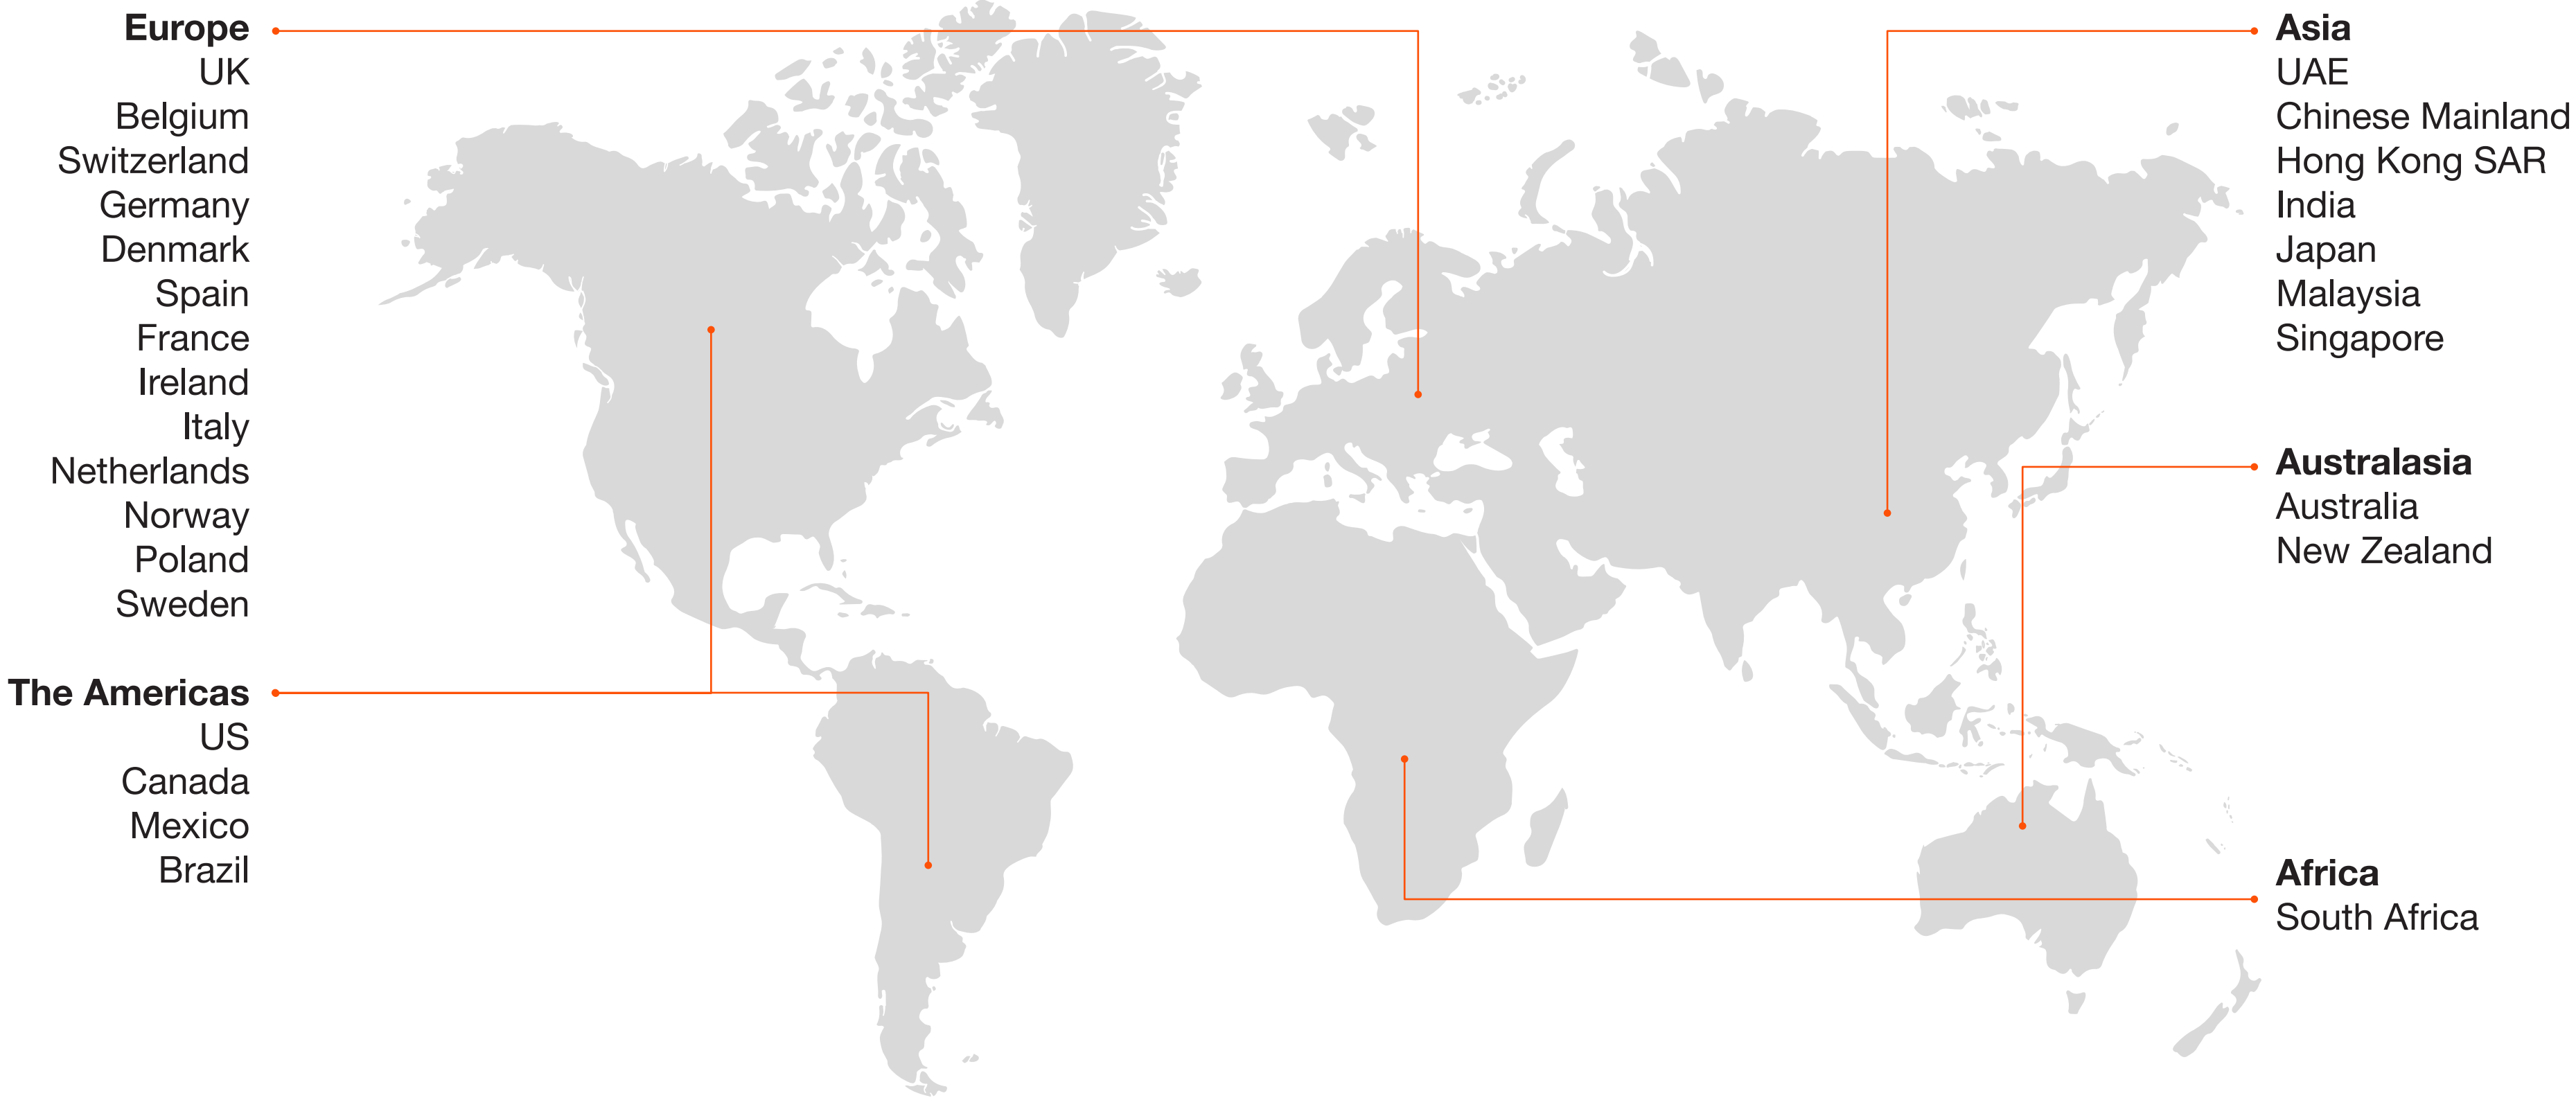 Europe
UK
Belgium
Switzerland
Germany
Denmark
Spain
France
Ireland
Italy
Netherlands
Norway
Poland
Sweden
The Americas
US
Canada
Mexico
Brazil
Asia
UAE
Chinese Mainland
Hong Kong SAR
India
Japan
Malaysia
Singapore
Australasia
Australia
New Zealand
Africa
South Africa